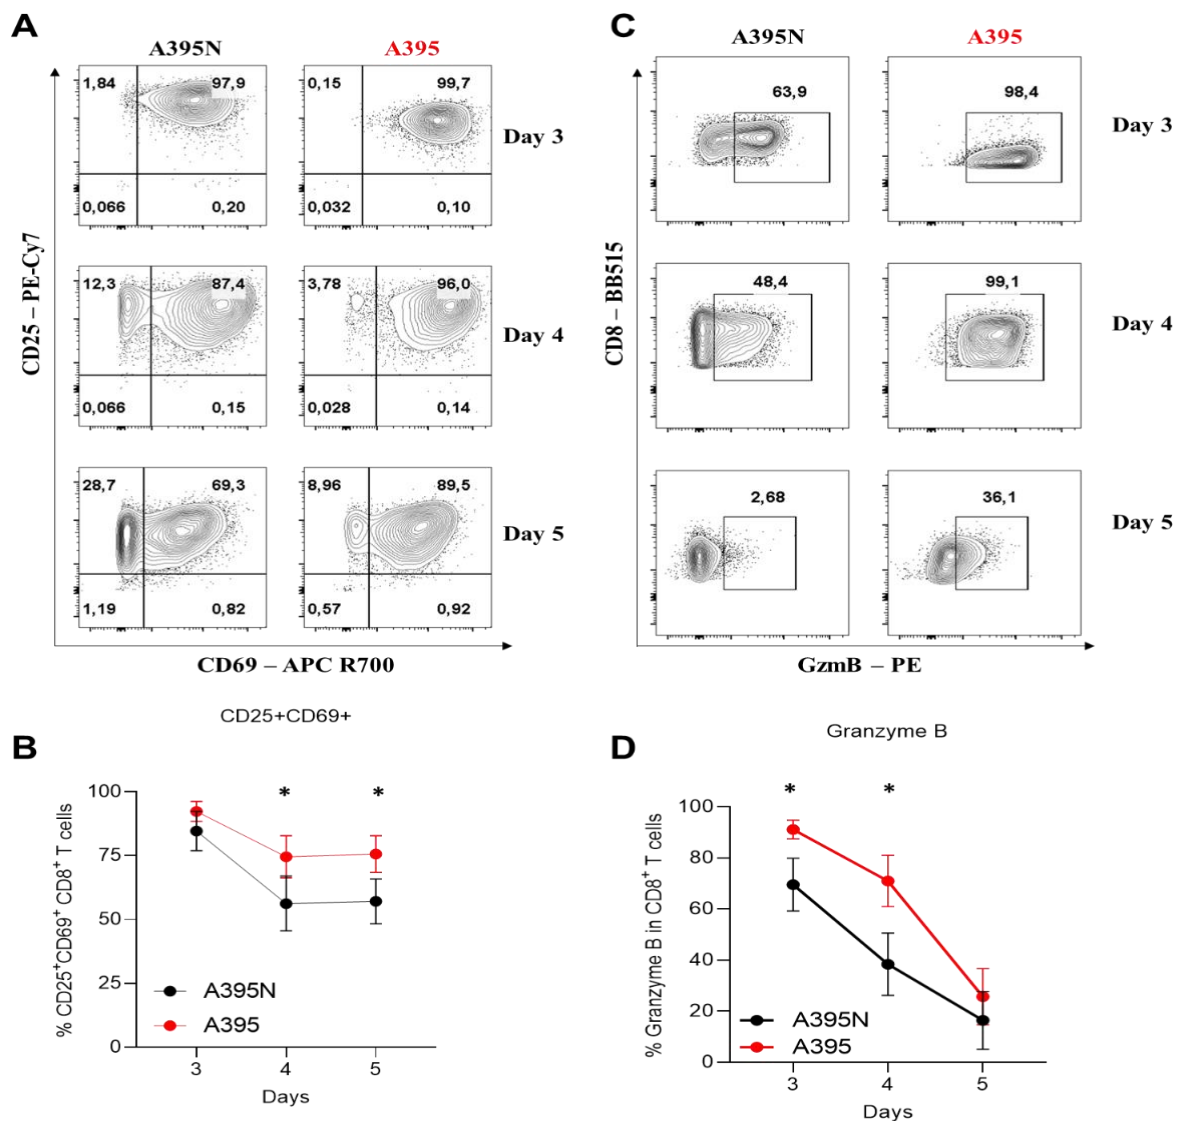 A
A395N
A395
1,84
97,9
0,15
99,7
Day 3
0,066
0,20
0,032
0,10
12,3
87,4
3,78
96,0
Day 4
0,066
0,15
0,028
0,14
28,7
69,3
8,96
89,5
Day 5
1,19
0,82
0,57
0,92
CD25 – PE-Cy7
CD69 – APC R700
C
A395N
A395
63,9
98,4
Day 3
48,4
99,1
Day 4
2,68
36,1
Day 5
CD8 – BB515
GzmB – PE
B
CD25+CD69+
% CD25⁺CD69⁺ CD8⁺ T cells
100
75
50
25
0
*
*
A395N
A395
3
4
5
Days
D
Granzyme B
% Granzyme B in CD8⁺ T cells
100
80
60
40
20
0
*
*
A395N
A395
3
4
5
Days